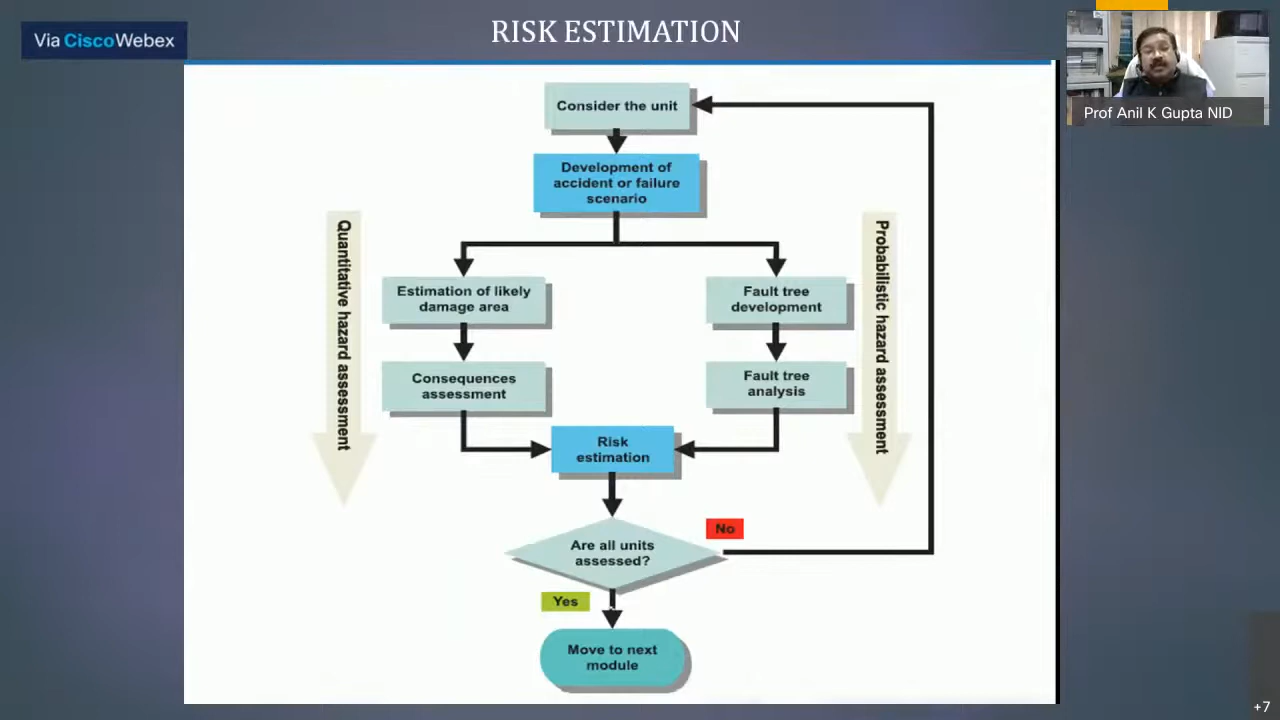 RISK ESTIMATION
Via CiscoWebex
Prof Anil K Gupta NID
Consider the unit
Development of
accident or failure
scenario
Quantitative hazard assessment
Probabilistic hazard assessment
Estimation of likely
damage area
Fault tree
development
Consequences
assessment
Fault tree
analysis
Risk
estimation
No
Are all units
assessed?
Yes
Move to next
module
+7